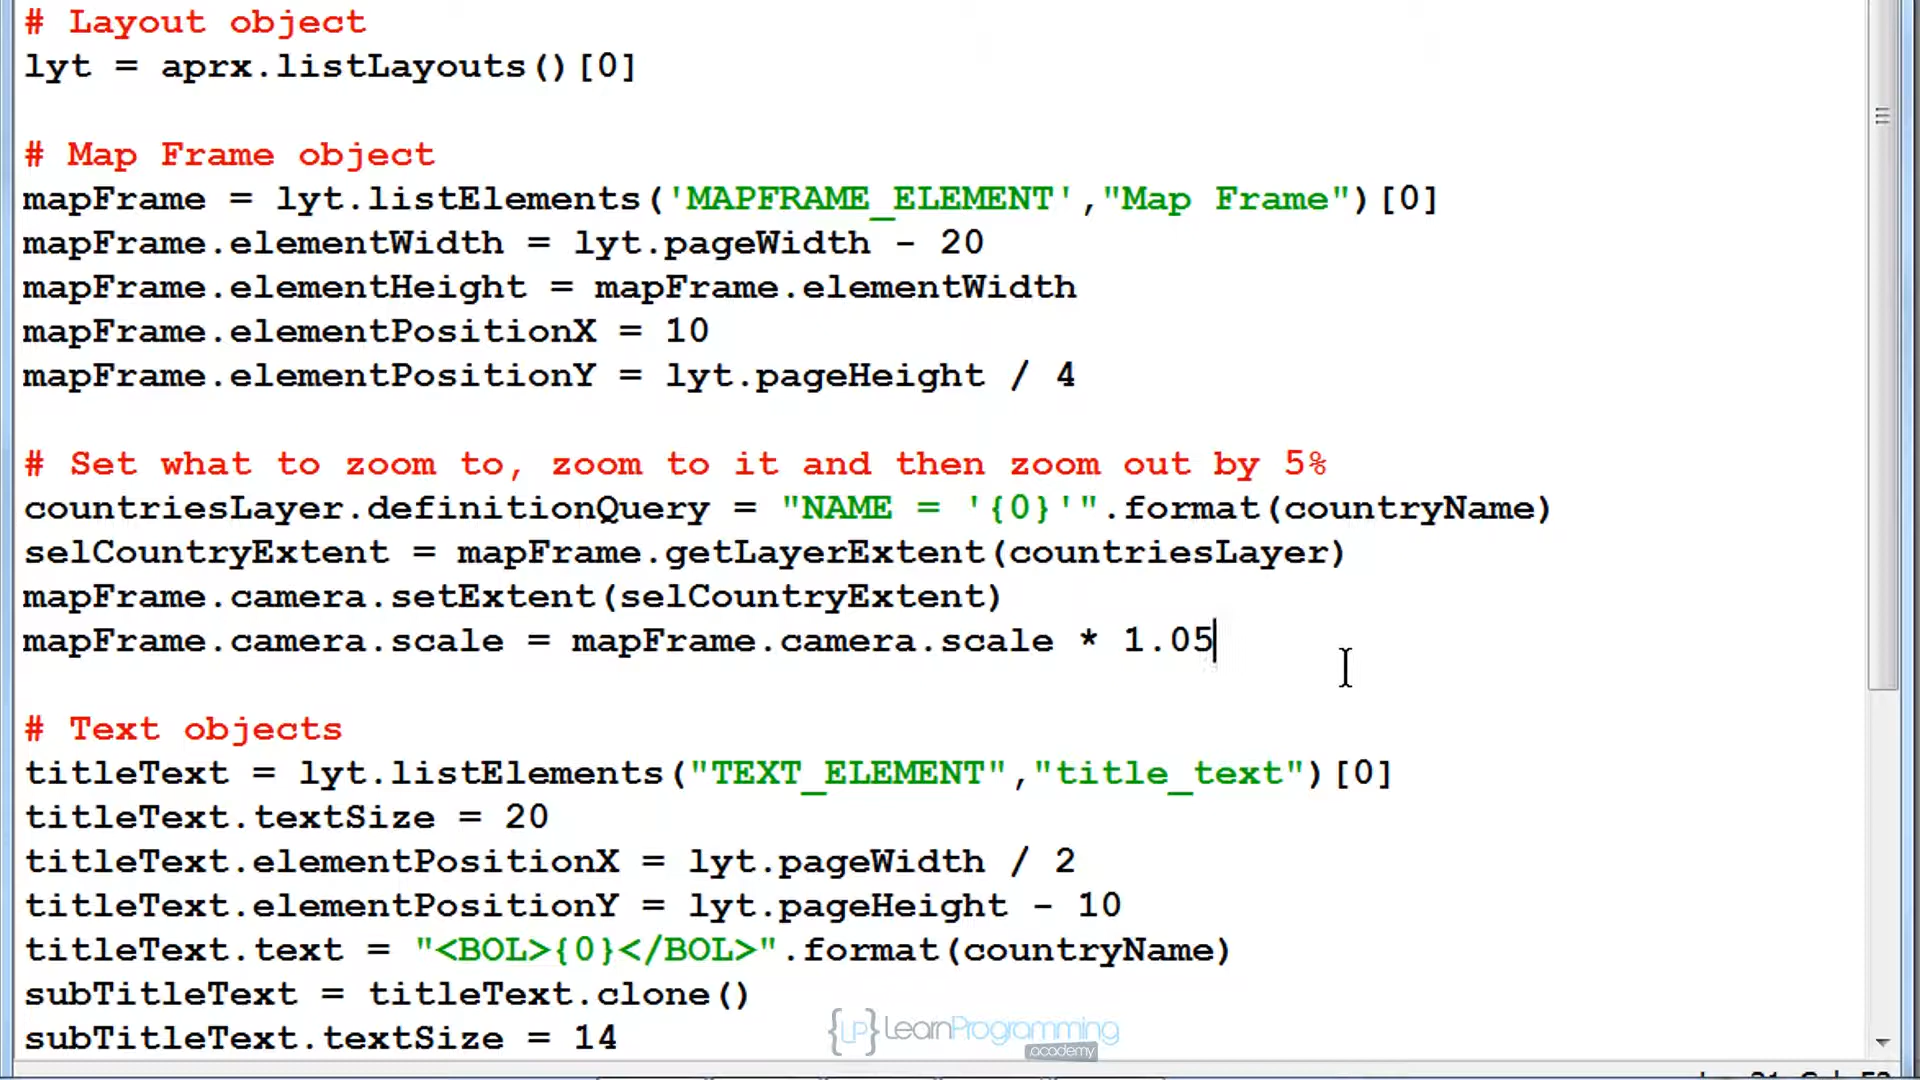 # Layout object
lyt = aprx.listLayouts()[0]
# Map Frame object
mapFrame = lyt.listElements('MAPFRAME_ELEMENT',"Map Frame")[0]
mapFrame.elementWidth = lyt.pageWidth - 20
mapFrame.elementHeight = mapFrame.elementWidth
mapFrame.elementPositionX = 10
mapFrame.elementPositionY = lyt.pageHeight / 4
# Set what to zoom to, zoom to it and then zoom out by 5%
countriesLayer.definitionQuery = "NAME = '{0}'".format(countryName)
selCountryExtent = mapFrame.getLayerExtent(countriesLayer)
mapFrame.camera.setExtent(selCountryExtent)
mapFrame.camera.scale = mapFrame.camera.scale * 1.05
# Text objects
titleText = lyt.listElements("TEXT_ELEMENT","title_text")[0]
titleText.textSize = 20
titleText.elementPositionX = lyt.pageWidth / 2
titleText.elementPositionY = lyt.pageHeight - 10
titleText.text = "<BOL>{0}</BOL>".format(countryName)
subTitleText = titleText.clone()
subTitleText.textSize = 14
{LP} LearnProgramming
.academy